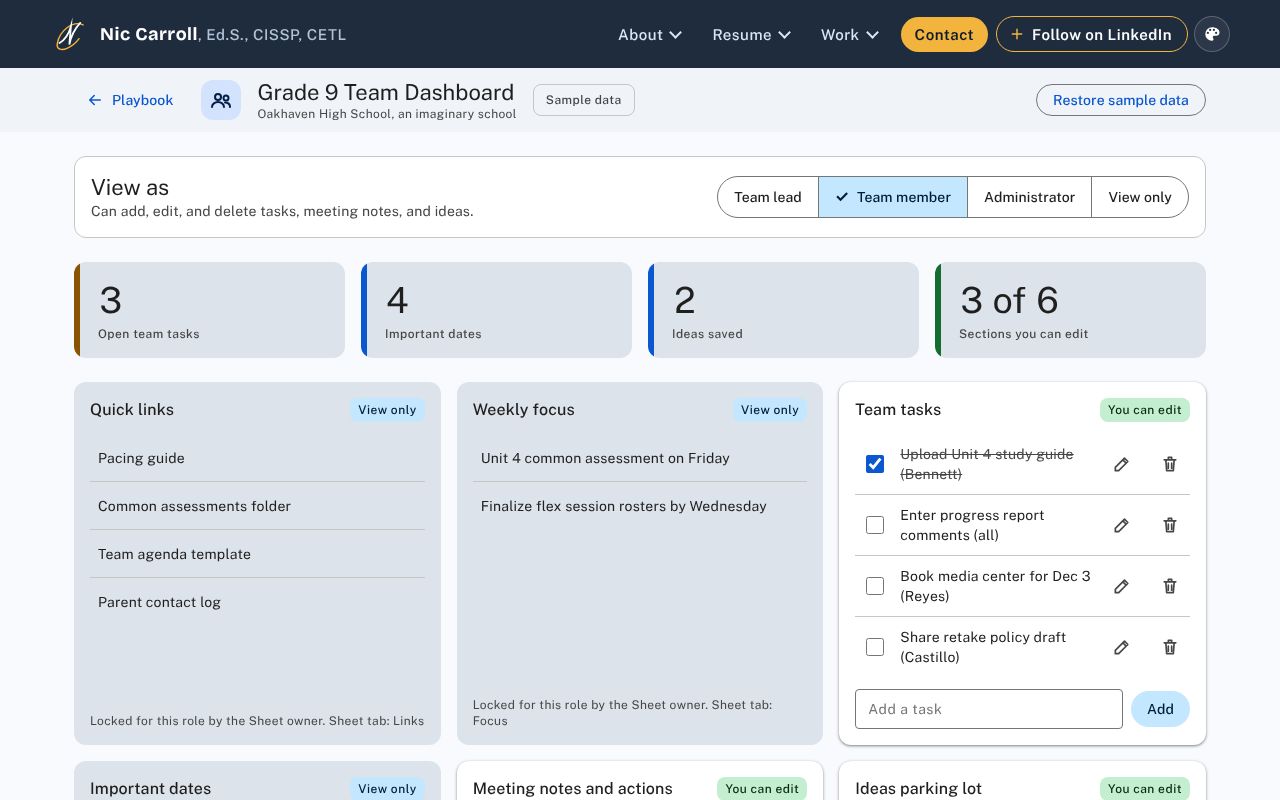 Nic Carroll, Ed.S., CISSP, CETL
About
Resume
Work
Contact
Follow on LinkedIn
Playbook
Grade 9 Team Dashboard
Oakhaven High School, an imaginary school
Sample data
Restore sample data
View as
Can add, edit, and delete tasks, meeting notes, and ideas.
Team lead
Team member
Administrator
View only
3
Open team tasks
4
Important dates
2
Ideas saved
3 of 6
Sections you can edit
Quick links
View only
Pacing guide
Common assessments folder
Team agenda template
Parent contact log
Locked for this role by the Sheet owner. Sheet tab: Links
Weekly focus
View only
Unit 4 common assessment on Friday
Finalize flex session rosters by Wednesday
Locked for this role by the Sheet owner. Sheet tab:
Focus
Team tasks
You can edit
Upload Unit 4 study guide
(Bennett)
Enter progress report
comments (all)
Book media center for Dec 3
(Reyes)
Share retake policy draft
(Castillo)
Add a task
Add
Important dates
View only
Meeting notes and actions
You can edit
Ideas parking lot
You can edit